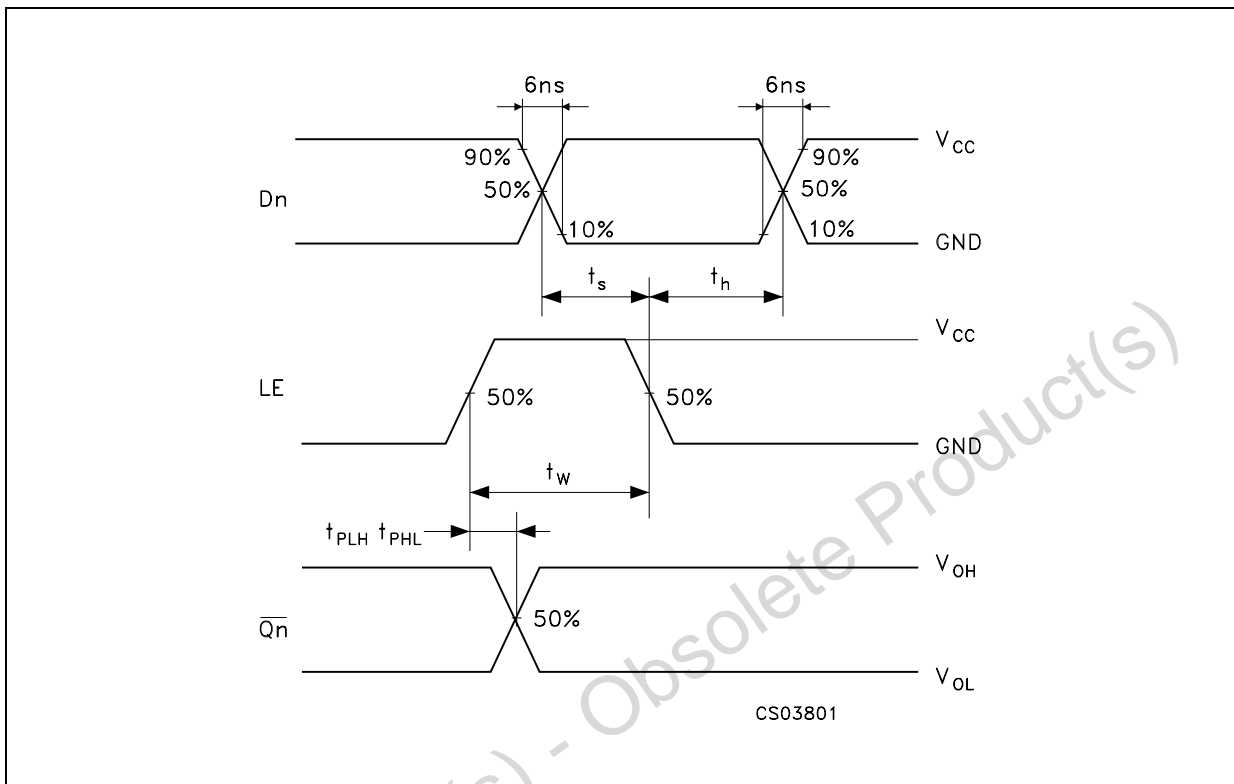 6ns 6ns
90% 90% V_CC
Dn 50% 50%
10% 10% GND
t_s t_h
V_CC
LE 50% 50%
GND
t_W
t_PLH t_PHL
V_OH
Q̅n̅ 50%
V_OL
CS03801
(s) - Obsolete Product(s)